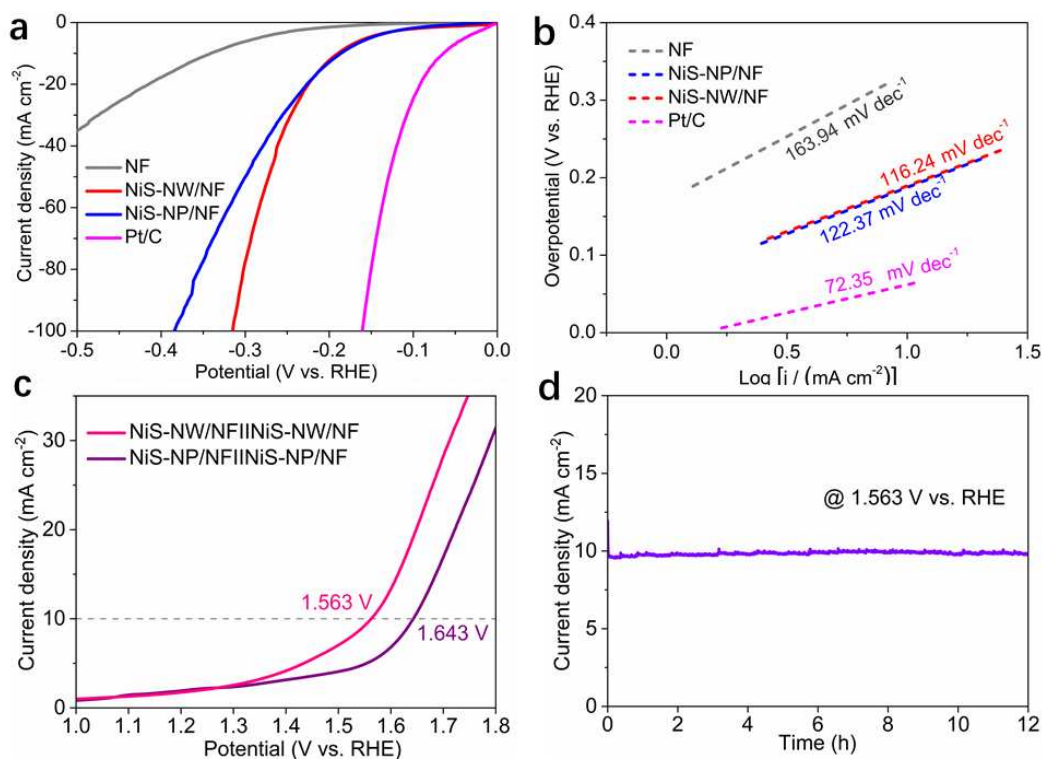 a
0
-20
-40
-60
-80
-100
Current density (mA cm⁻²)
NF
NiS-NW/NF
NiS-NP/NF
Pt/C
-0.5 -0.4 -0.3 -0.2 -0.1 0.0
Potential (V vs. RHE)
b
0.4
0.3
0.2
0.1
0.0
Overpotential (V vs. RHE)
NF
NiS-NP/NF
NiS-NW/NF
Pt/C
163.94 mV dec⁻¹
116.24 mV dec⁻¹
122.37 mV dec⁻¹
72.35 mV dec⁻¹
0.0 0.5 1.0 1.5
Log [j / (mA cm⁻²)]
c
30
20
10
0
Current density (mA cm⁻²)
NiS-NW/NFIINiS-NW/NF
NiS-NP/NFIINiS-NP/NF
1.563 V
1.643 V
1.0 1.1 1.2 1.3 1.4 1.5 1.6 1.7 1.8
Potential (V vs. RHE)
d
20
15
10
5
0
Current density (mA cm⁻²)
@ 1.563 V vs. RHE
0 2 4 6 8 10 12
Time (h)